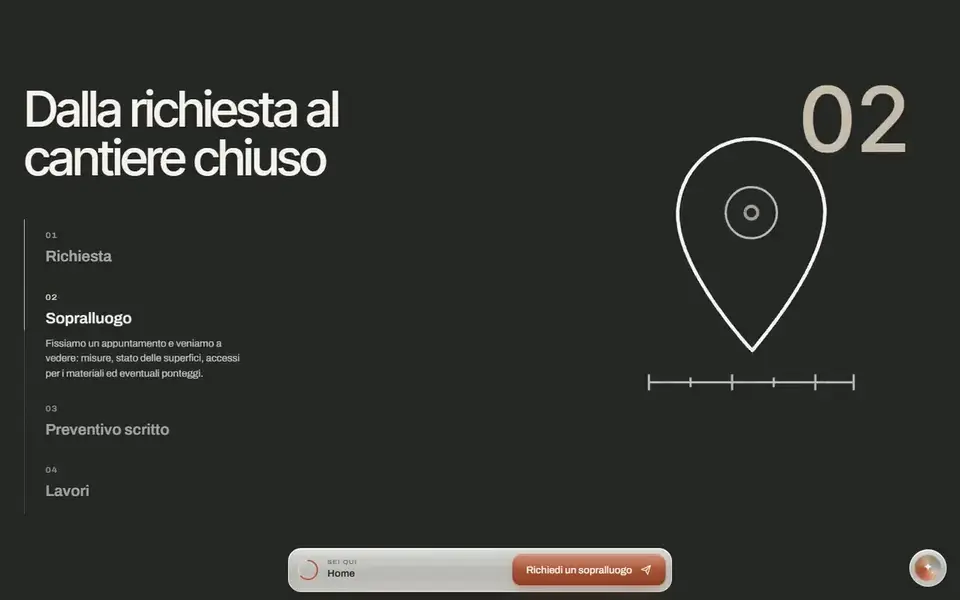 Dalla richiesta al
cantiere chiuso
02
01
Richiesta
02
Sopralluogo
Fissiamo un appuntamento e veniamo a
vedere: misure, stato delle superfici, accessi
per i materiali ed eventuali ponteggi.
03
Preventivo scritto
04
Lavori
SEI QUI
Home
Richiedi un sopralluogo